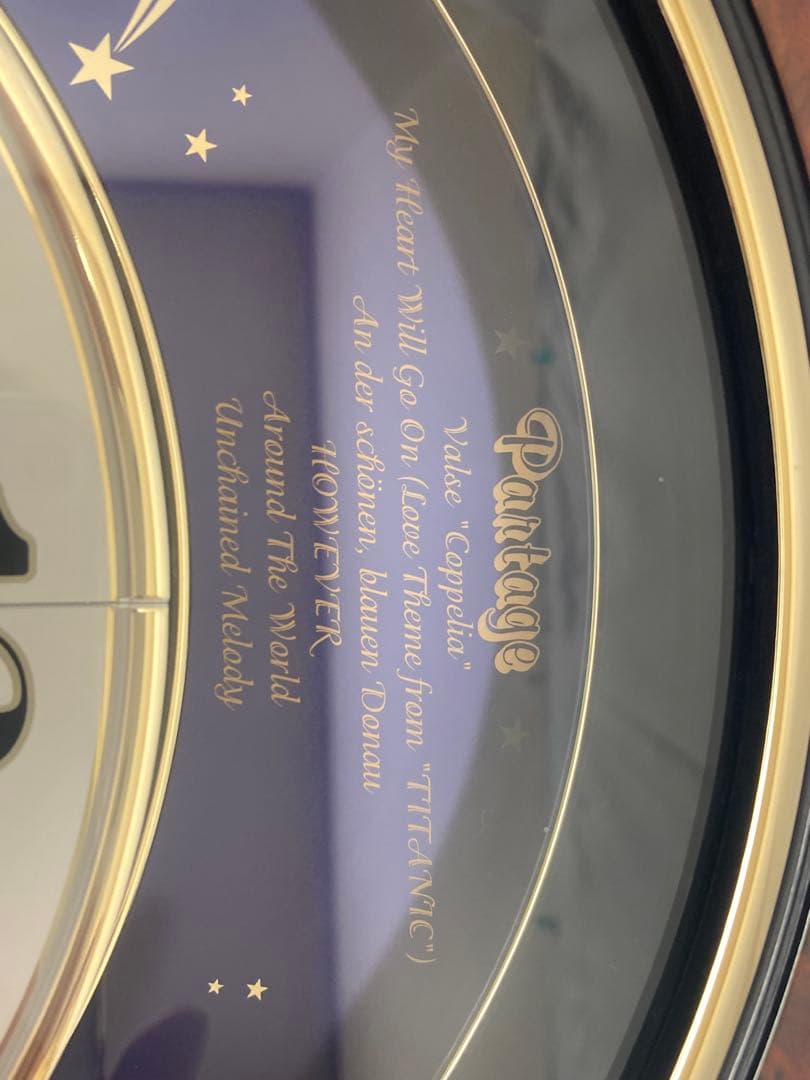 Pantage
Valse "Coppelia"
My Heart Will Go On (Love Theme from "TITANIC")
An der schönen, blauen Donau
HOWEVER
Around The World
Unchained Melody